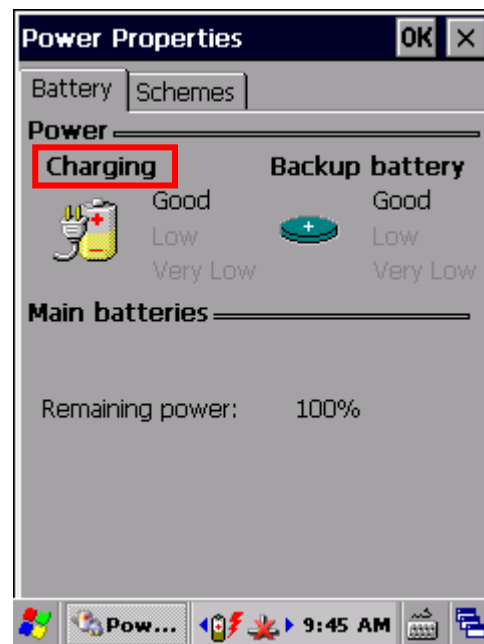 Power Properties OK ×
Battery Schemes
Power
Charging Backup battery
Good Good
Low Low
Very Low Very Low
Main batteries
Remaining power: 100%
Pow... 9:45 AM